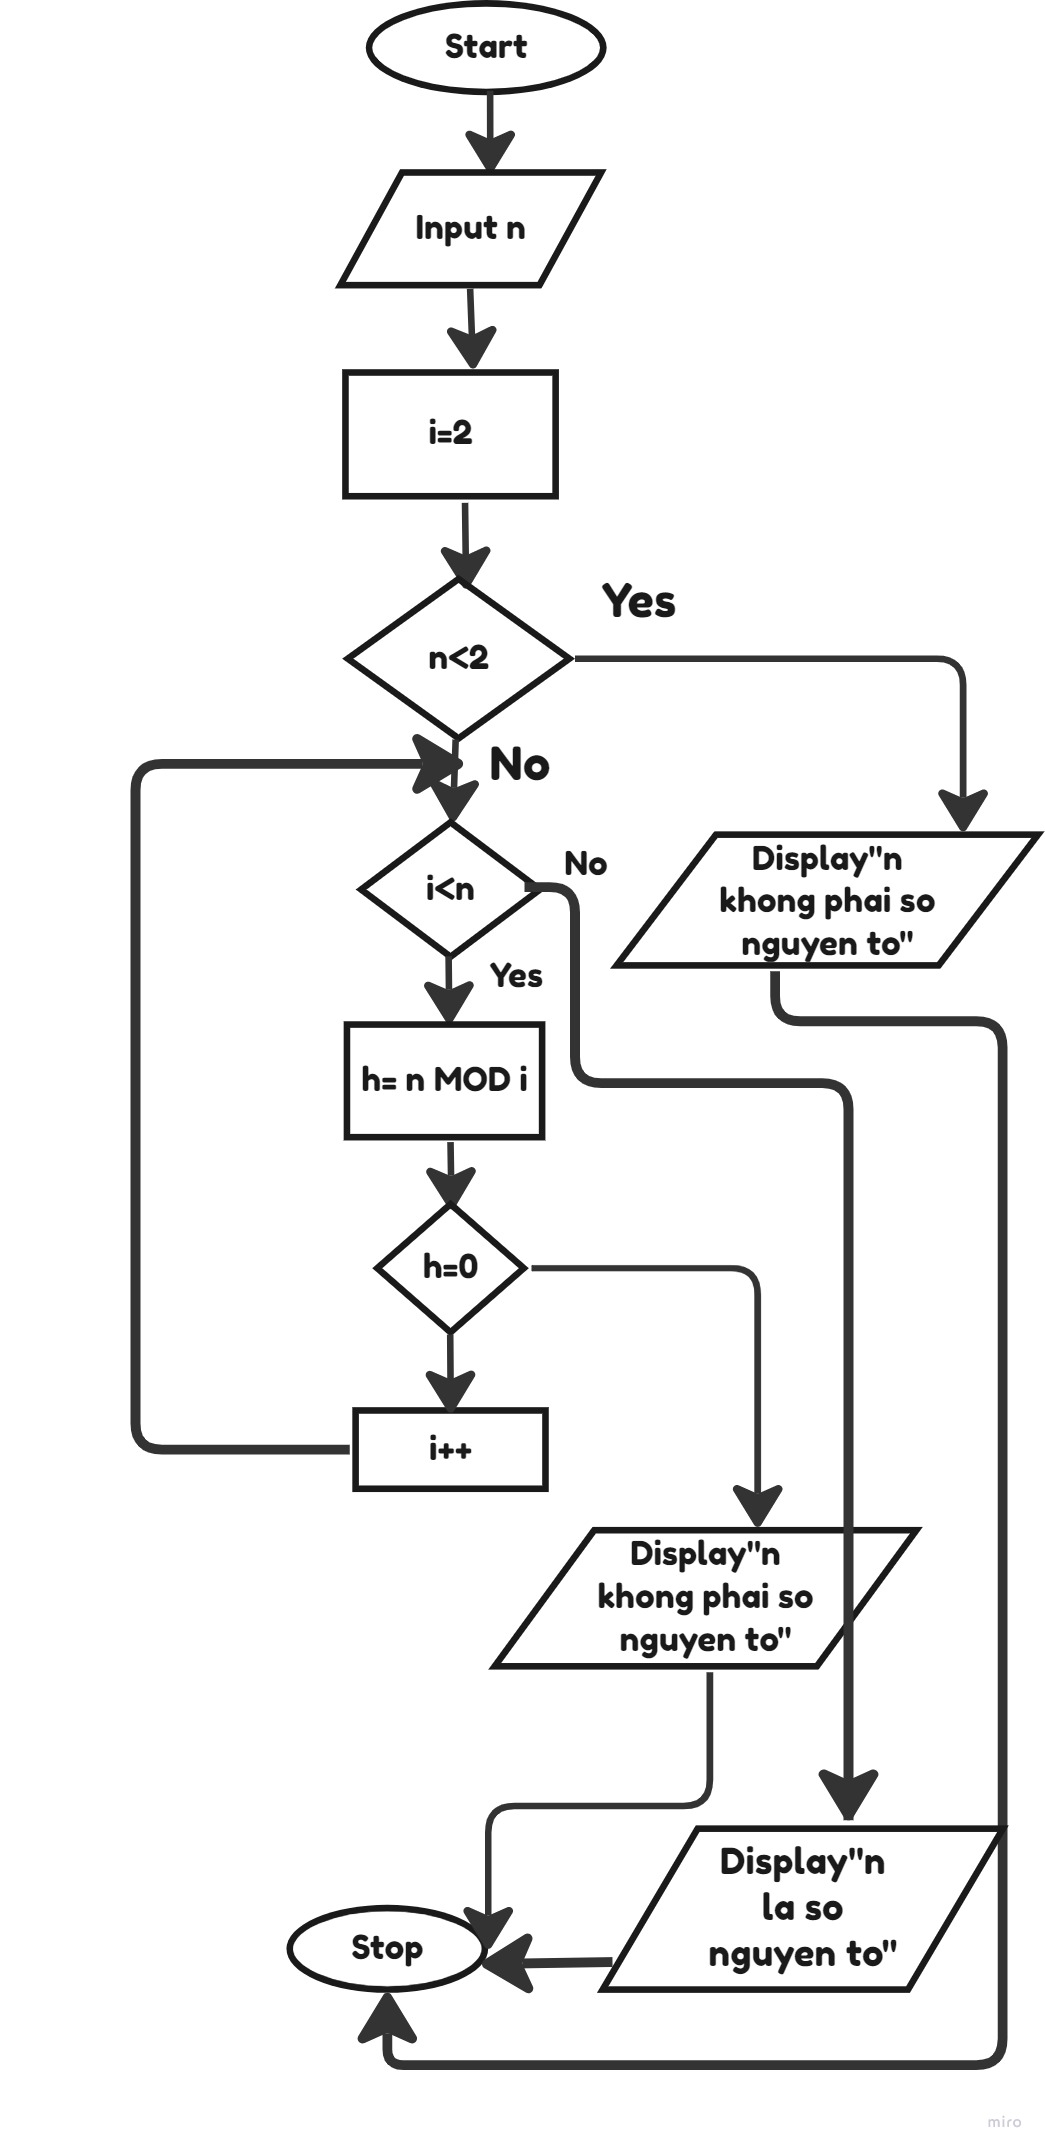 Start
Input n
i=2
n<2
Yes
No
i<n
No
Display"n
khong phai so
nguyen to"
Yes
h= n MOD i
h=0
i++
Display"n
khong phai so
nguyen to"
Display"n
la so
nguyen to"
Stop
miro